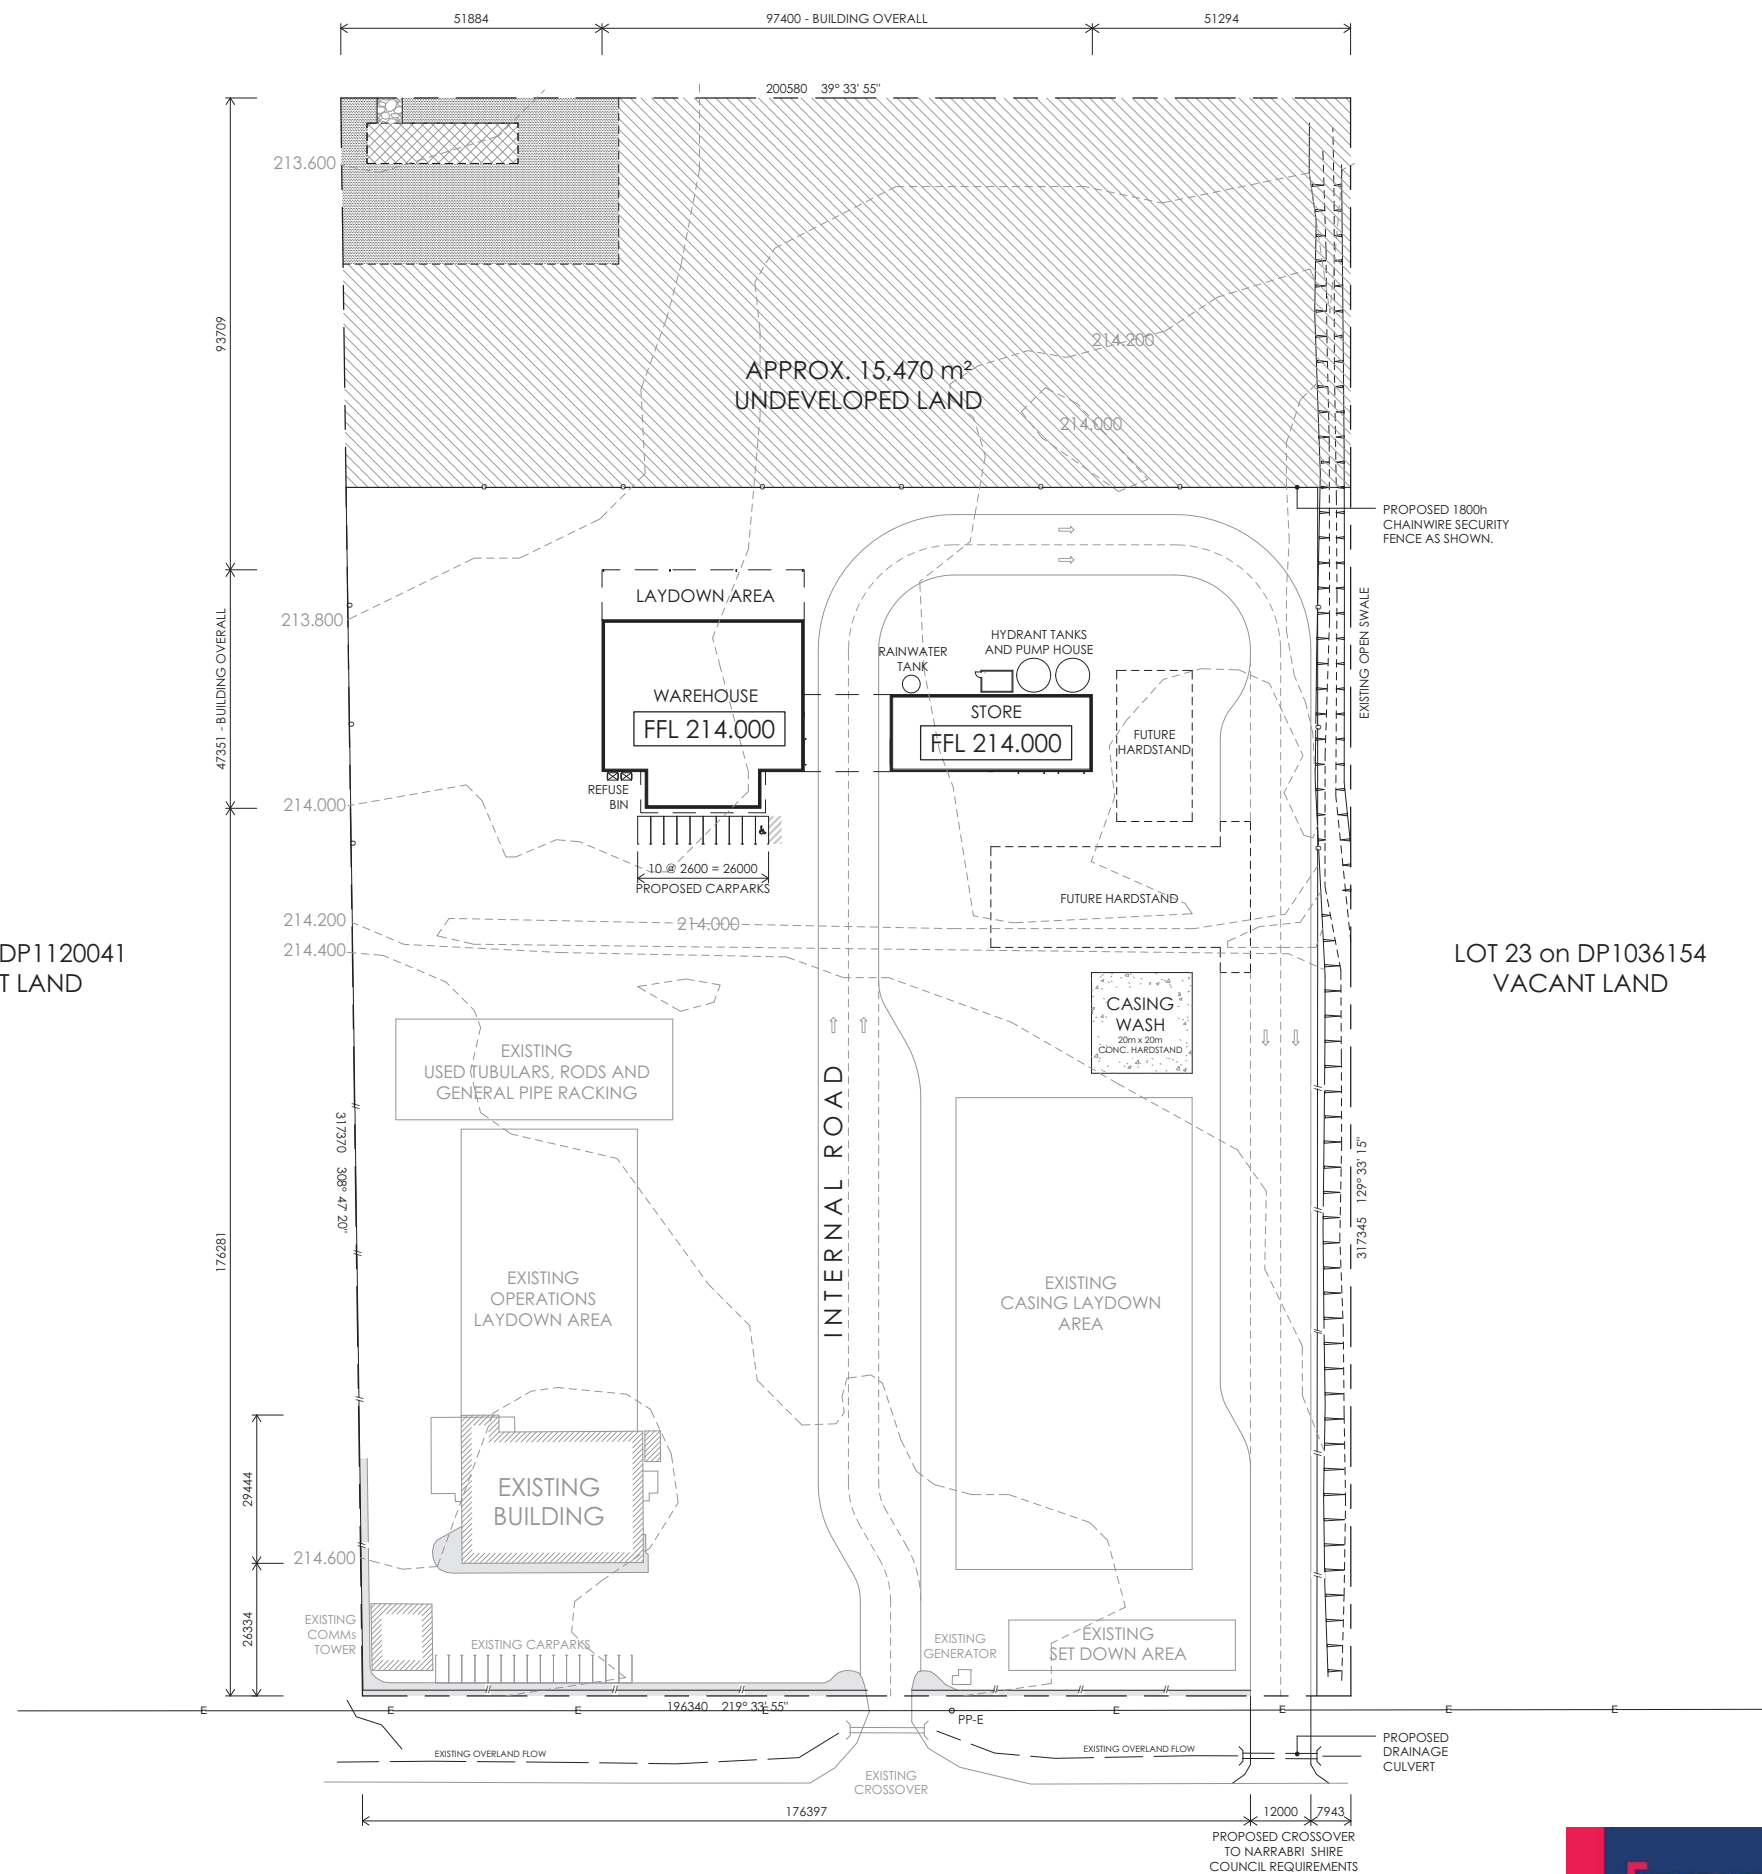 51884
97400 - BUILDING OVERALL
51294
200580 39° 33' 55"
213.600
93709
214.200
APPROX. 15,470 m²
UNDEVELOPED LAND
214.000
PROPOSED 1800h
CHAINWIRE SECURITY
FENCE AS SHOWN.
LAYDOWN AREA
213.800
EXISTING OPEN SWALE
47351 - BUILDING OVERALL
HYDRANT TANKS
AND PUMP HOUSE
RAINWATER
TANK
WAREHOUSE
FFL 214.000
STORE
FFL 214.000
FUTURE
HARDSTAND
REFUSE
BIN
214.000
10 @ 2600 = 26000
PROPOSED CARPARKS
FUTURE HARDSTAND
214.200
214.000
214.400
DP1120041
T LAND
LOT 23 on DP1036154
VACANT LAND
CASING
WASH
20m x 20m
CONC. HARDSTAND
EXISTING
USED TUBULARS, RODS AND
GENERAL PIPE RACKING
INTERNAL ROAD
317370 308° 47' 20"
317345 129° 33' 15"
176281
EXISTING
OPERATIONS
LAYDOWN AREA
EXISTING
CASING LAYDOWN
AREA
29444
EXISTING
BUILDING
214.600
26334
EXISTING
COMMs
TOWER
EXISTING CARPARKS
EXISTING
GENERATOR
EXISTING
SET DOWN AREA
196340 219° 33' 55"
E E E E E E E E
PP-E
EXISTING OVERLAND FLOW
EXISTING OVERLAND FLOW
PROPOSED
DRAINAGE
CULVERT
EXISTING
CROSSOVER
176397
12000
7943
PROPOSED CROSSOVER
TO NARRABRI SHIRE
COUNCIL REQUIREMENTS